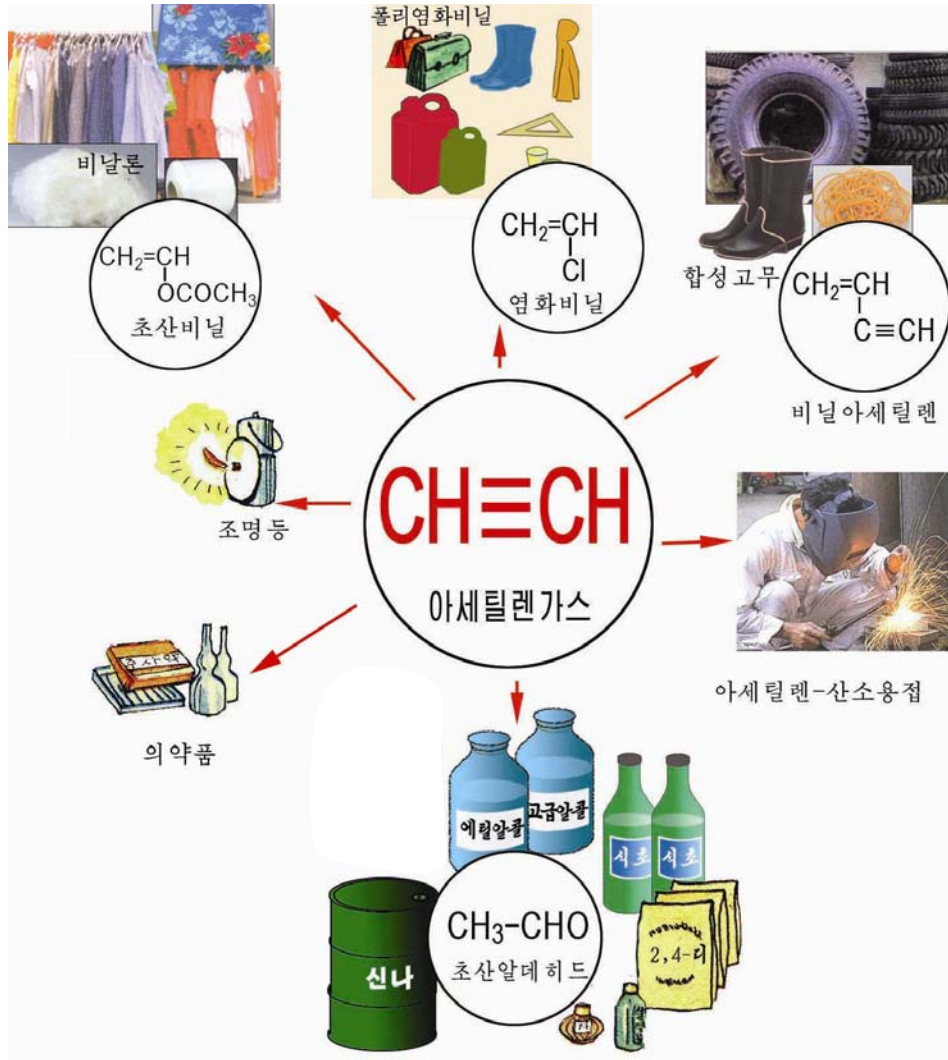 폴리염화비닐
비날론
CH₂=CH
OCOCH₃
초산비닐
CH₂=CH
Cl
염화비닐
합성고무
CH₂=CH
C≡CH
비닐아세틸렌
조명등
CH≡CH
아세틸렌가스
아세틸렌-산소용접
주사약
의약품
에틸알콜
고급알콜
식초
식초
신나
CH₃-CHO
초산알데히드
2,4-디